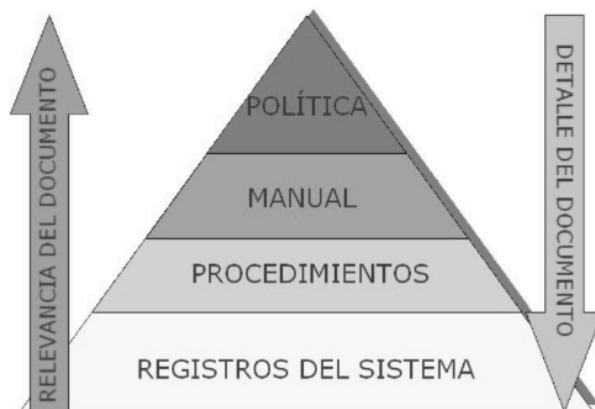 POLÍTICA
MANUAL
PROCEDIMIENTOS
REGISTROS DEL SISTEMA
RELEVANCIA DEL DOCUMENTO
DETALLE DEL DOCUMENTO